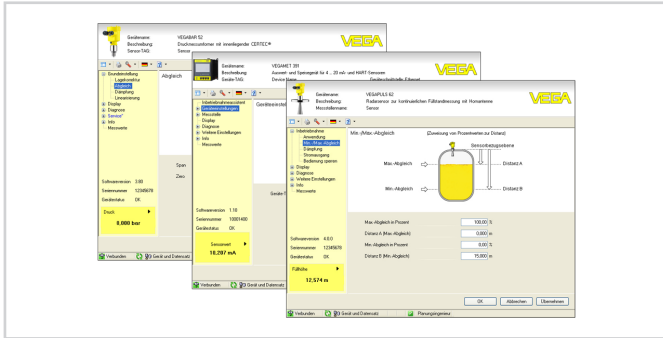 Gerätename: VEGABAR 52
Beschreibung: Druckmessumformer mit innenliegender CERTEC®
Sensor-TAG: Sensor
VEGA
Grundeinstellung
Lagekorrektur
Abgleich
Dämpfung
Linearisierung
Display
Diagnose
Service
Info
Messwerte
Abgleich
Span
Zero
Softwareversion 3.80
Seriennummer 12345678
Gerätestatus OK
Druck
0,000 bar
Verbunden
Gerät und Datensatz
Gerätename: VEGAMET 391
Beschreibung: Auswert- und Speisegerät für 4 .. 20 mA- und HART-Sensoren
Geräte-TAG: Device Name
VEGA
Inbetriebnahmeassistent
Geräteeinstellungen
Messstelle
Display
Diagnose
Weitere Einstellungen
Info
Messwerte
Geräte-T
Softwareversion 1.10
Seriennummer 10001490
Gerätestatus OK
Sensorwert
10,207 mA
Verbunden
Gerät und Datensatz
Gerätename: VEGAPULS 62
Beschreibung: Radarsensor zur kontinuierlichen Füllstandmessung mit Hornantenne
Messstellenname: Sensor
VEGA
Inbetriebnahme
Anwendung
Min.-/Max.-Abgleich
Dämpfung
Stromausgang
Bedienung sperren
Display
Diagnose
Weitere Einstellungen
Info
Messwerte
Min.-/Max.-Abgleich (Zuweisung von Prozentwerten zur Distanz)
Sensorbezugsebene
Max.-Abgleich
Distanz A
Min.-Abgleich
Distanz B
Max.-Abgleich in Prozent 100,00 %
Distanz A (Max.-Abgleich) 0,000 m
Min.-Abgleich in Prozent 0,00 %
Distanz B (Min.-Abgleich) 15,000 m
Softwareversion 4.0.0
Seriennummer 12345678
Gerätestatus OK
Füllhöhe
12,574 m
OK Abbrechen Übernehmen
Verbunden
Gerät und Datensatz
Planungsingenieur